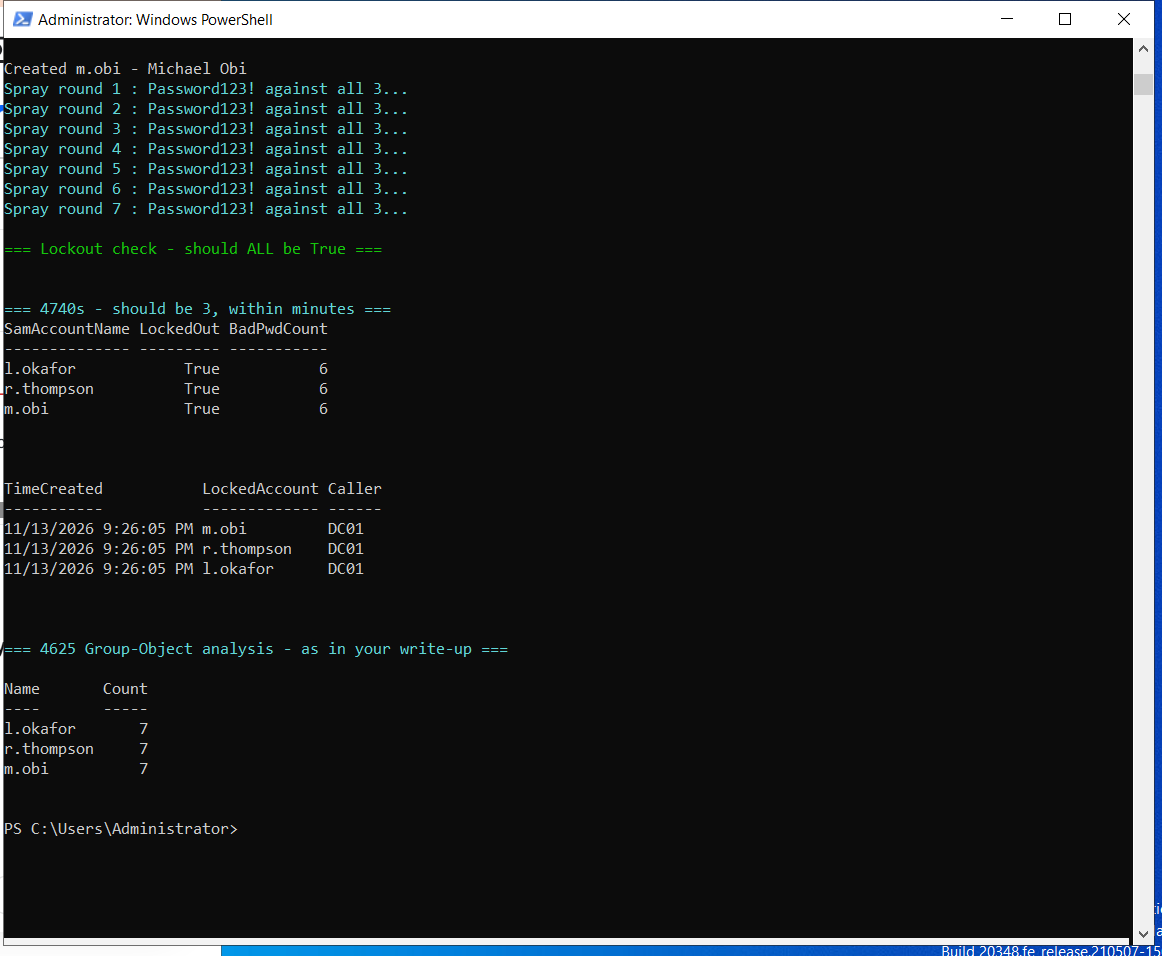 Administrator: Windows PowerShell
Created m.obi - Michael Obi
Spray round 1 : Password123! against all 3...
Spray round 2 : Password123! against all 3...
Spray round 3 : Password123! against all 3...
Spray round 4 : Password123! against all 3...
Spray round 5 : Password123! against all 3...
Spray round 6 : Password123! against all 3...
Spray round 7 : Password123! against all 3...
=== Lockout check - should ALL be True ===
=== 4740s - should be 3, within minutes ===
SamAccountName LockedOut BadPwdCount
-------------- --------- -----------
l.okafor True 6
r.thompson True 6
m.obi True 6
TimeCreated LockedAccount Caller
----------- ------------- ------
11/13/2026 9:26:05 PM m.obi DC01
11/13/2026 9:26:05 PM r.thompson DC01
11/13/2026 9:26:05 PM l.okafor DC01
=== 4625 Group-Object analysis - as in your write-up ===
Name Count
---- -----
l.okafor 7
r.thompson 7
m.obi 7
PS C:\Users\Administrator>
Build 20348.fe_release.210507-15